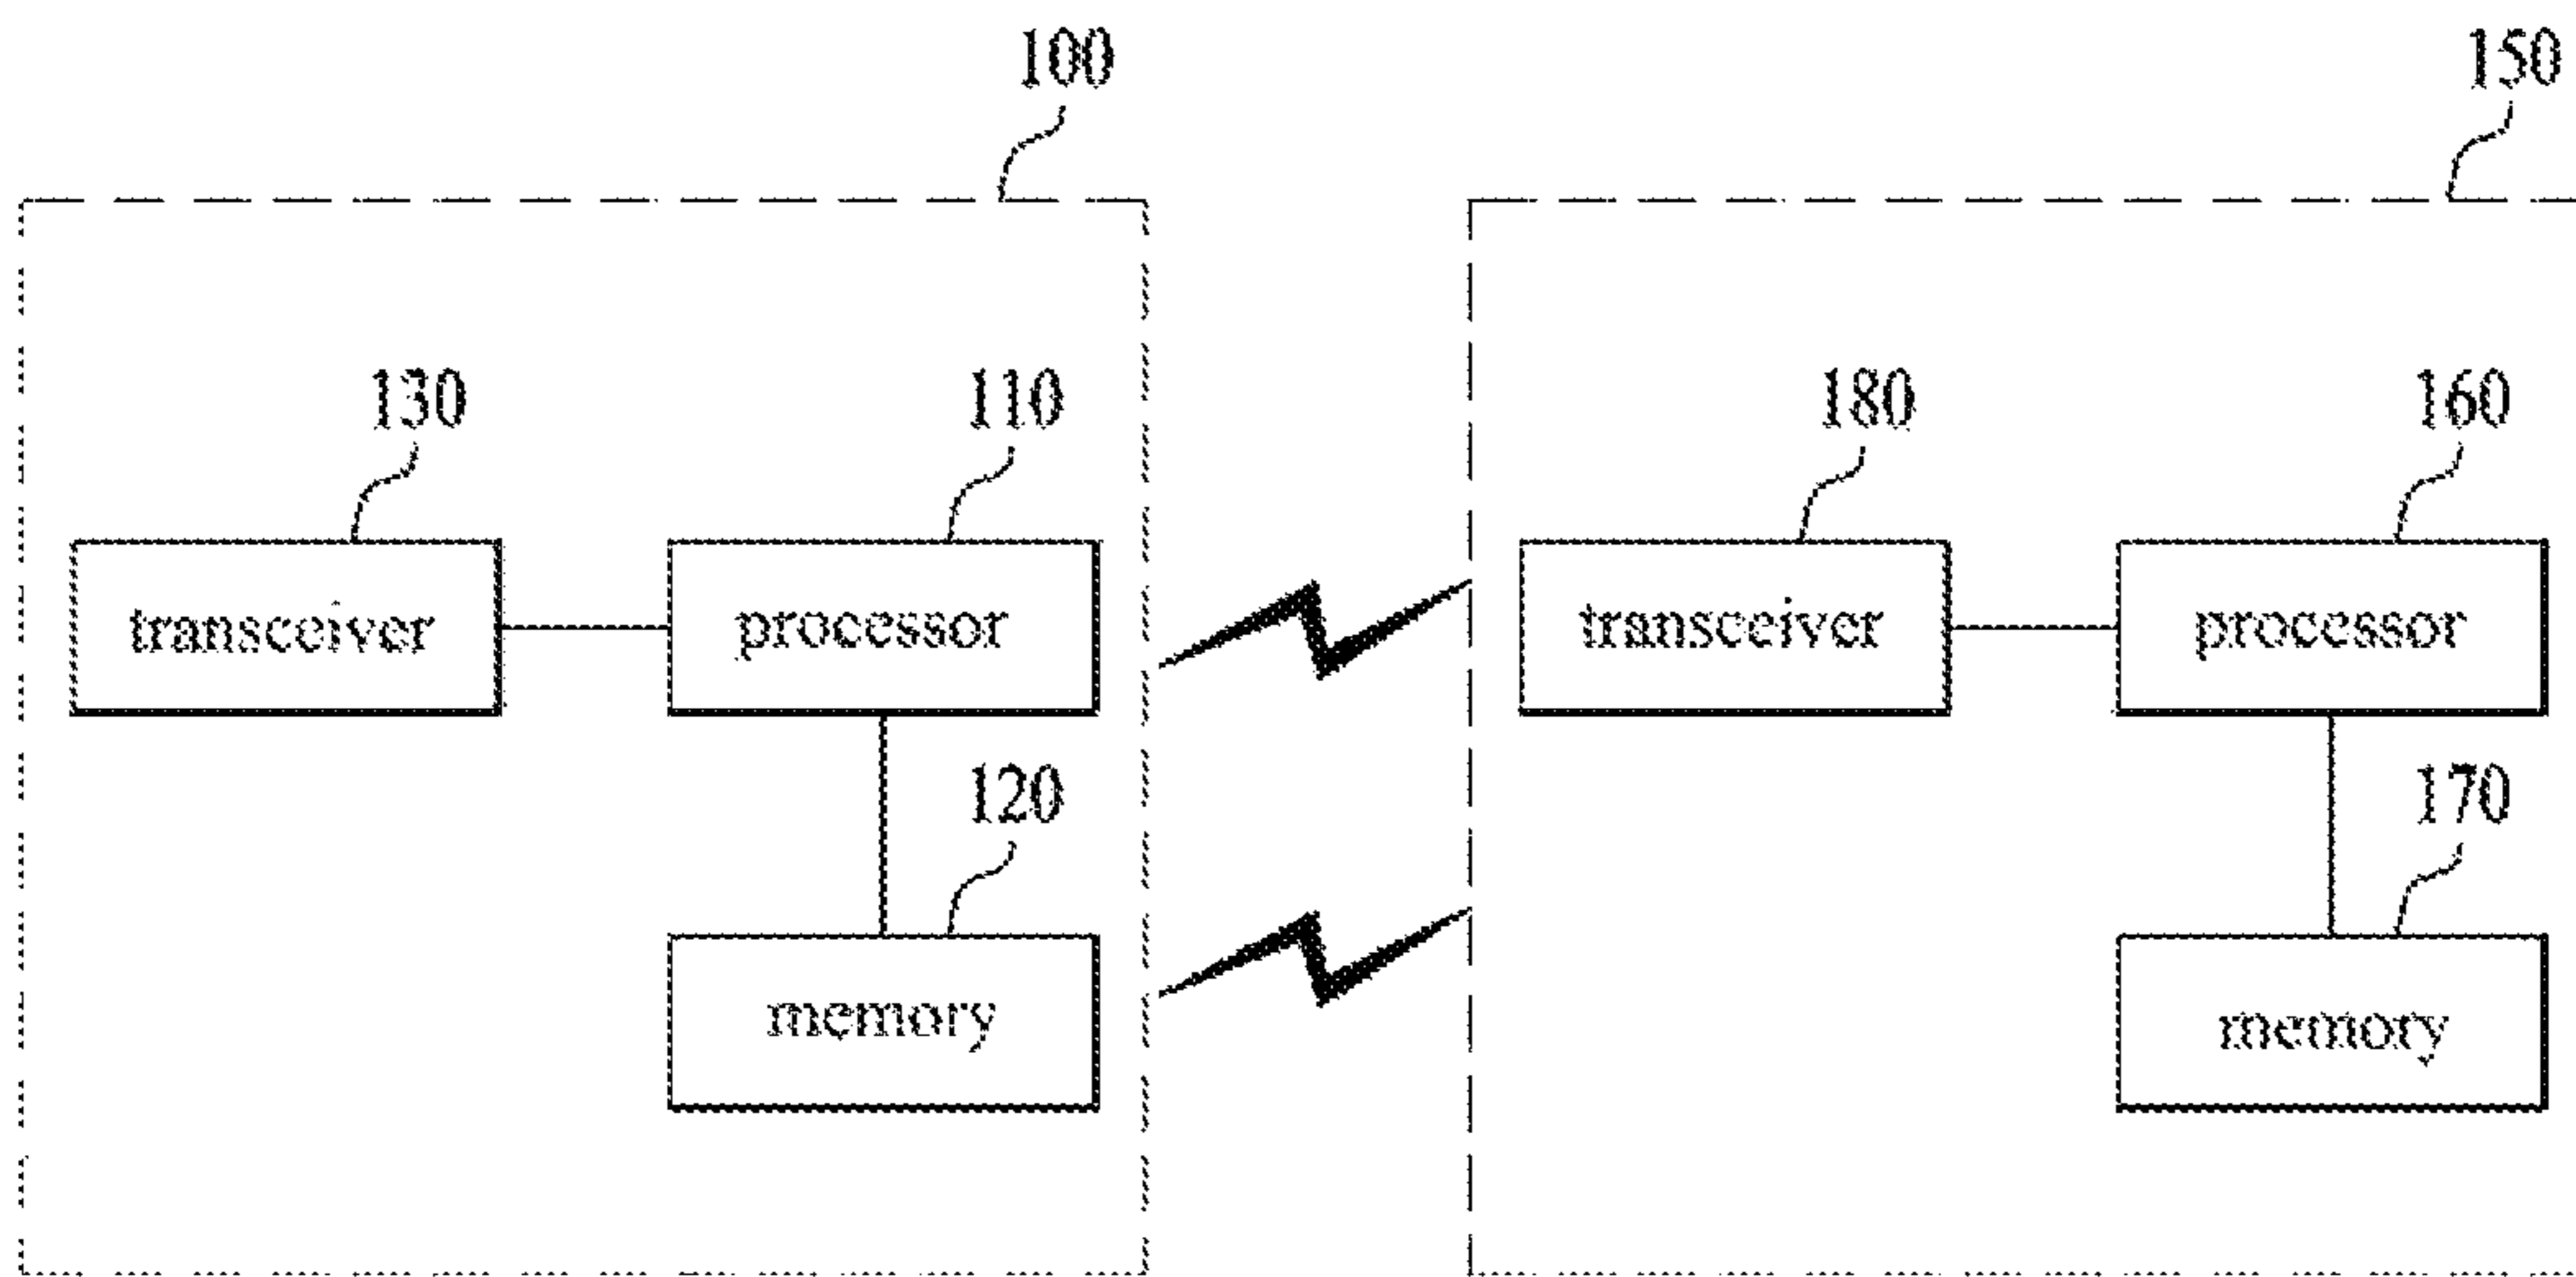 100
150
130
110
180
160
transceiver
processor
transceiver
processor
120
170
memory
memory